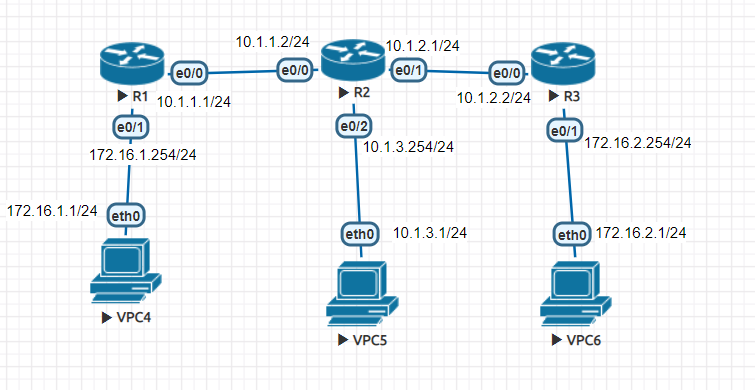 10.1.1.2/24
10.1.2.1/24
e0/0
e0/0
e0/1
e0/0
R1
R2
R3
10.1.1.1/24
10.1.2.2/24
e0/1
e0/2
e0/1
172.16.1.254/24
10.1.3.254/24
172.16.2.254/24
172.16.1.1/24
eth0
eth0
10.1.3.1/24
eth0
172.16.2.1/24
VPC4
VPC5
VPC6